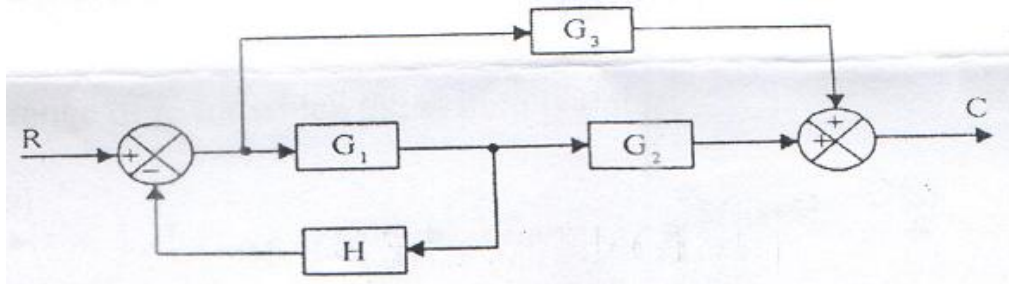 G₃
R
+
−
G₁
G₂
+
+
C
H